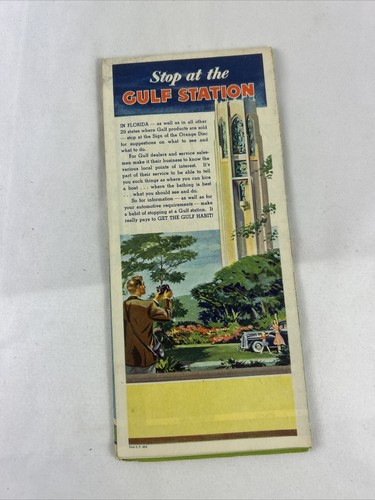 Stop at the
GULF STATION
IN FLORIDA — as well as in all other
29 states where Gulf products are sold
— stop at the Sign of the Orange Disc
for suggestions on what to see and
what to do.
For Gulf dealers and service sales-
men make it their business to know the
various local points of interest. It's
part of their service to be able to tell
you such things as where you can hire
a boat . . . where the bathing is best
. . . what you should see and do.
So for information — as well as for
your automotive requirements — make
a habit of stopping at a Gulf station. It
really pays to GET THE GULF HABIT!